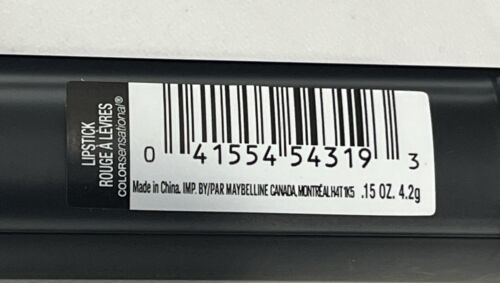 LIPSTICK
ROUGE À LÈVRES
COLORsensational®
0 41554 54319 3
Made in China. IMP. BY/PAR MAYBELLINE CANADA, MONTRÉAL H4T 1K5 .15 OZ. 4.2g